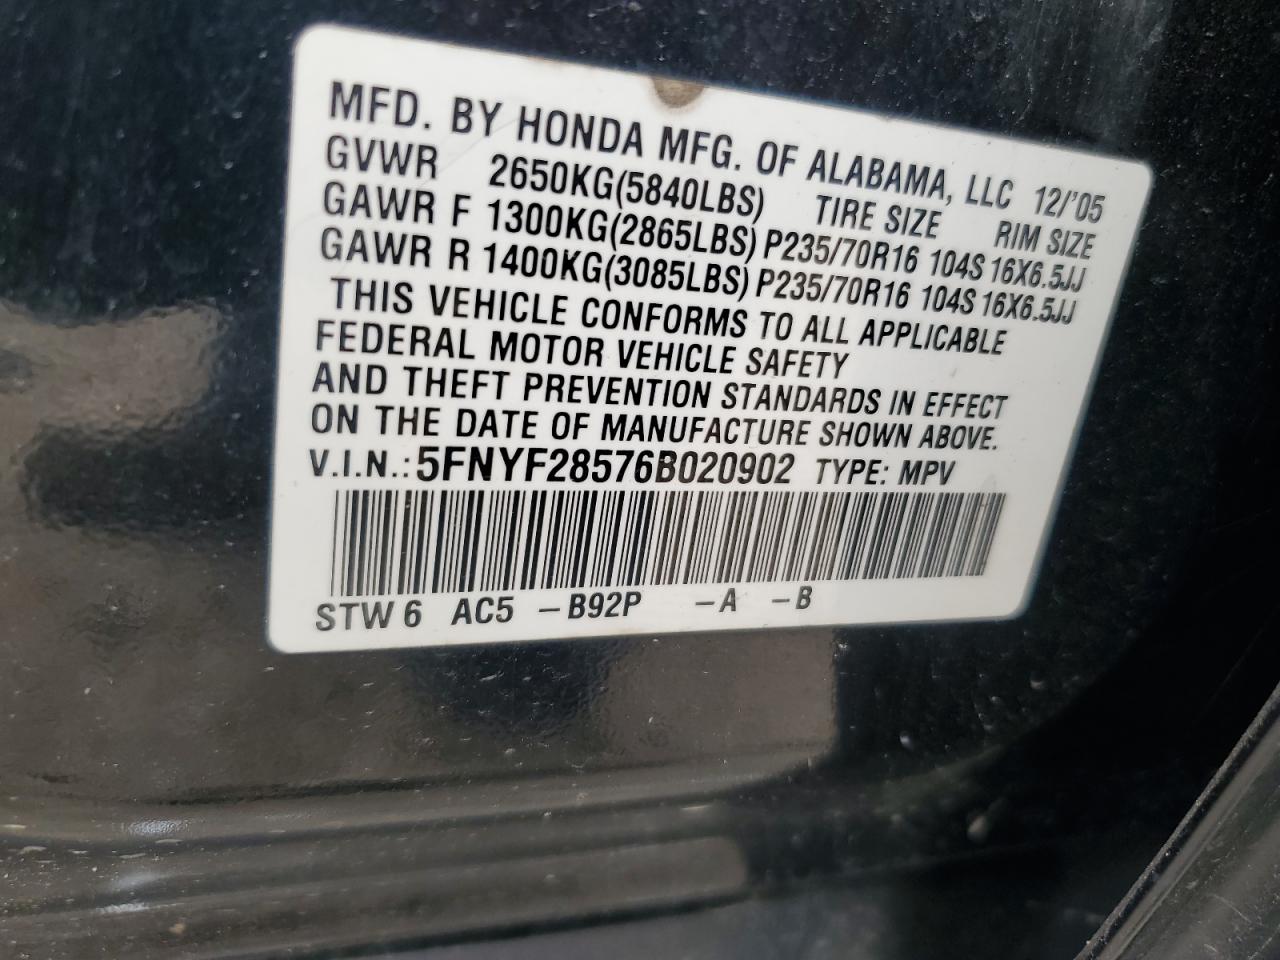 MFD. BY HONDA MFG. OF ALABAMA, LLC 12/'05
GVWR 2650KG(5840LBS) TIRE SIZE RIM SIZE
GAWR F 1300KG(2865LBS) P235/70R16 104S 16X6.5JJ
GAWR R 1400KG(3085LBS) P235/70R16 104S 16X6.5JJ
THIS VEHICLE CONFORMS TO ALL APPLICABLE
FEDERAL MOTOR VEHICLE SAFETY
AND THEFT PREVENTION STANDARDS IN EFFECT
ON THE DATE OF MANUFACTURE SHOWN ABOVE.
V.I.N.: 5FNYF28576B020902 TYPE: MPV
STW 6 AC5 -B92P -A -B